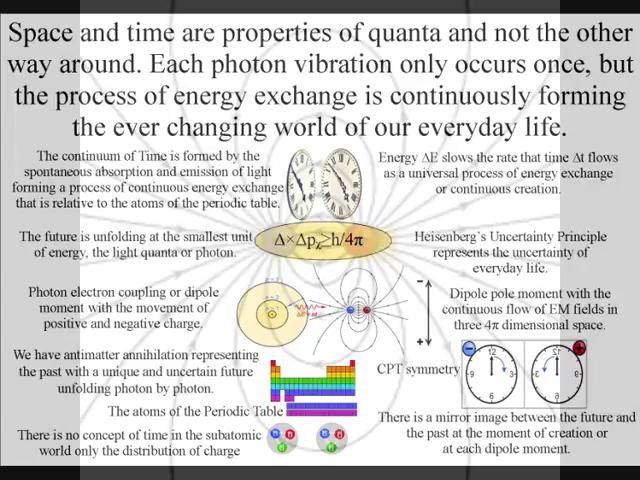 Space and time are properties of quanta and not the other
way around. Each photon vibration only occurs once, but
the process of energy exchange is continuously forming
the ever changing world of our everyday life.
The continuum of Time is formed by the
spontaneous absorption and emission of light
forming a process of continuous energy exchange
that is relative to the atoms of the periodic table.
Energy ∆E slows the rate that time ∆t flows
as a universal process of energy exchange
or continuous creation.
The future is unfolding at the smallest unit
of energy, the light quanta or photon.
∆×∆pₓ≥h/4π
Heisenberg's Uncertainty Principle
represents the uncertainty of
everyday life.
Photon electron coupling or dipole
moment with the movement of
positive and negative charge.
Dipole pole moment with the
continuous flow of EM fields in
three 4π dimensional space.
We have antimatter annihilation representing
the past with a unique and uncertain future
unfolding photon by photon.
CPT symmetry
12
3
6
9
12
3
6
9
The atoms of the Periodic Table
There is a mirror image between the future and
the past at the moment of creation or
at each dipole moment.
There is no concept of time in the subatomic
world only the distribution of charge